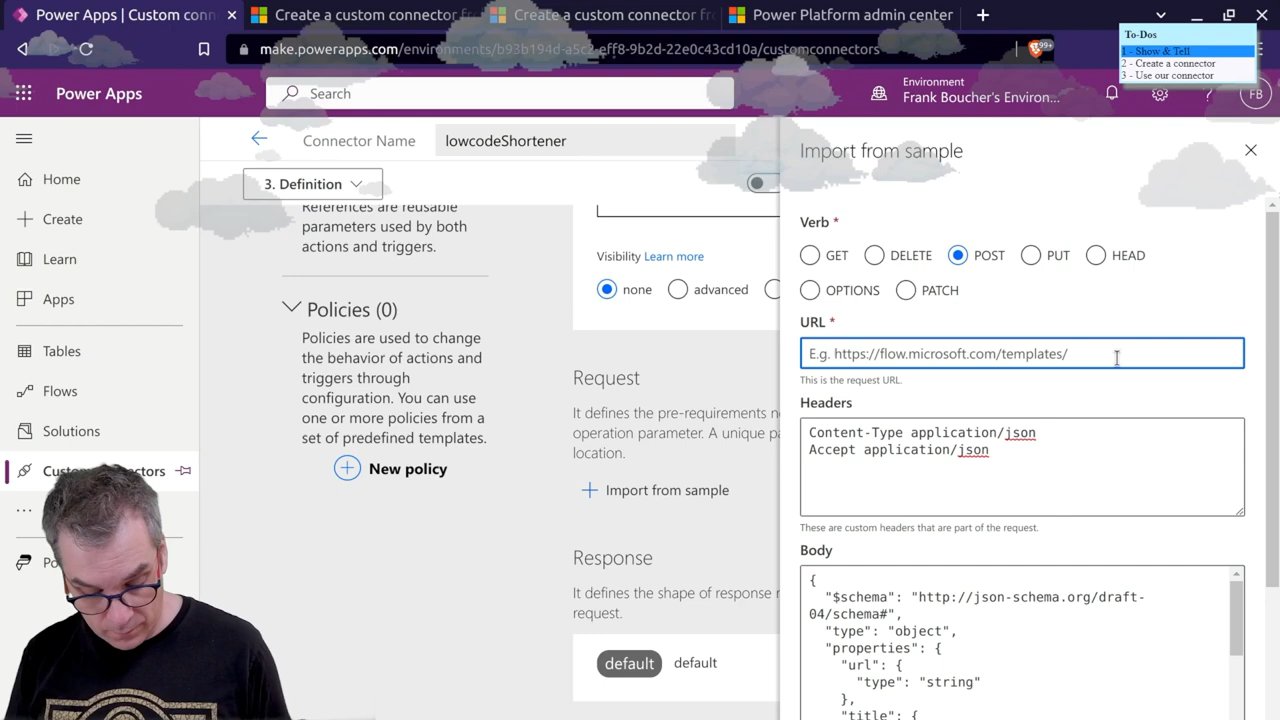 Power Apps | Custom conn
Create a custom connector fr
Create a custom connector fr
Power Platform admin center
make.powerapps.com/environments/b93b194d-a5c2-eff8-9b2d-22e0c43cd10a/customconnectors
99+
To-Dos
1 - Show & Tell
2 - Create a connector
3 - Use our connector
Power Apps
Search
Environment
Frank Boucher's Environ...
?
FB
Home
Create
Learn
Apps
Tables
Flows
Solutions
Connector Name
lowcodeShortener
3. Definition
References are reusable
parameters used by both
actions and triggers.
Policies (0)
Policies are used to change
the behavior of actions and
triggers through
configuration. You can use
one or more policies from a
set of predefined templates.
New policy
Visibility Learn more
none
advanced
Request
It defines the pre-requirements
operation parameter. A unique
location.
Import from sample
Response
It defines the shape of response
request.
default
default
Import from sample
Verb *
GET
DELETE
POST
PUT
HEAD
OPTIONS
PATCH
URL *
E.g. https://flow.microsoft.com/templates/
This is the request URL.
Headers
Content-Type application/json
Accept application/json
These are custom headers that are part of the request.
Body
{
"$schema": "http://json-schema.org/draft-
04/schema#",
"type": "object",
"properties": {
"url": {
"type": "string"
},
"title": {